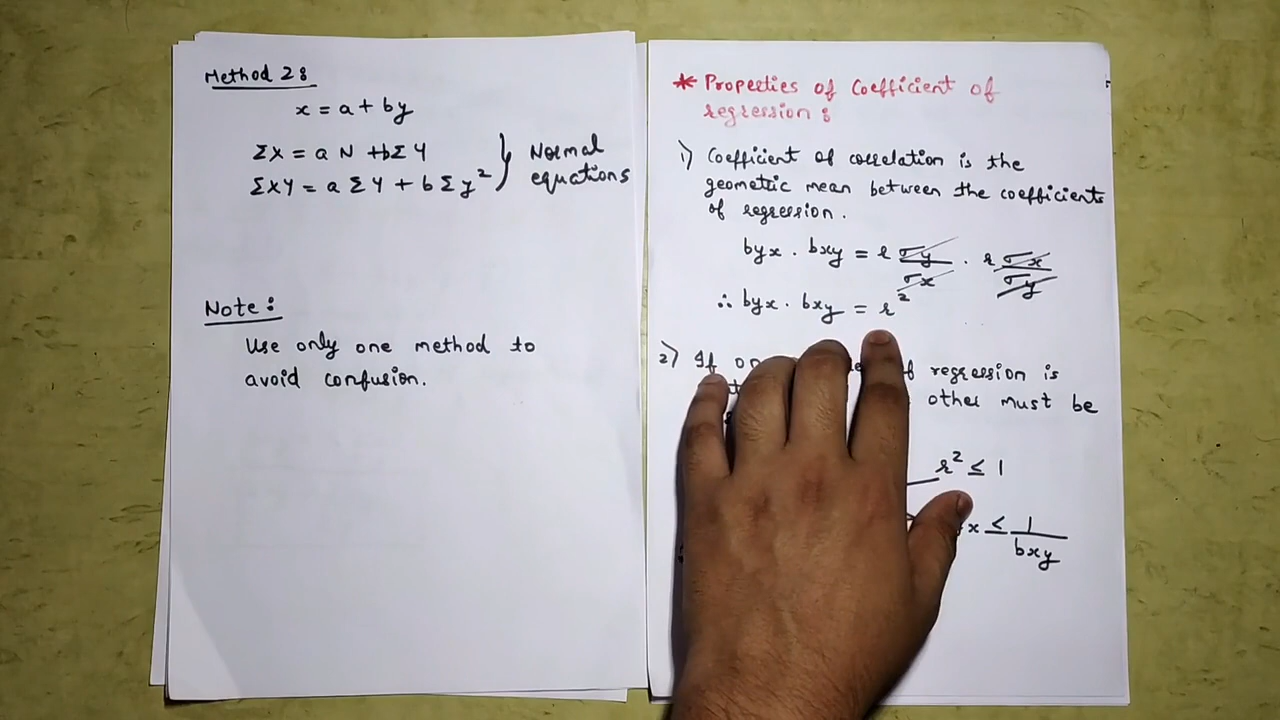 Method 2:
x = a + by
ΣX = a N + bΣ Y
ΣXY = a Σ Y + b Σ y²
Normal
equations
Note:
Use only one method to
avoid confusion.
* Properties of Coefficient of
regression :
1) Coefficient of correlation is the
geometric mean between the coefficients
of regression.
byx . bxy = r σy/σx . r σx/σy
∴ byx . bxy = r²
2) If of regression is
other must be
r² ≤ 1
x ≤ 1/bxy